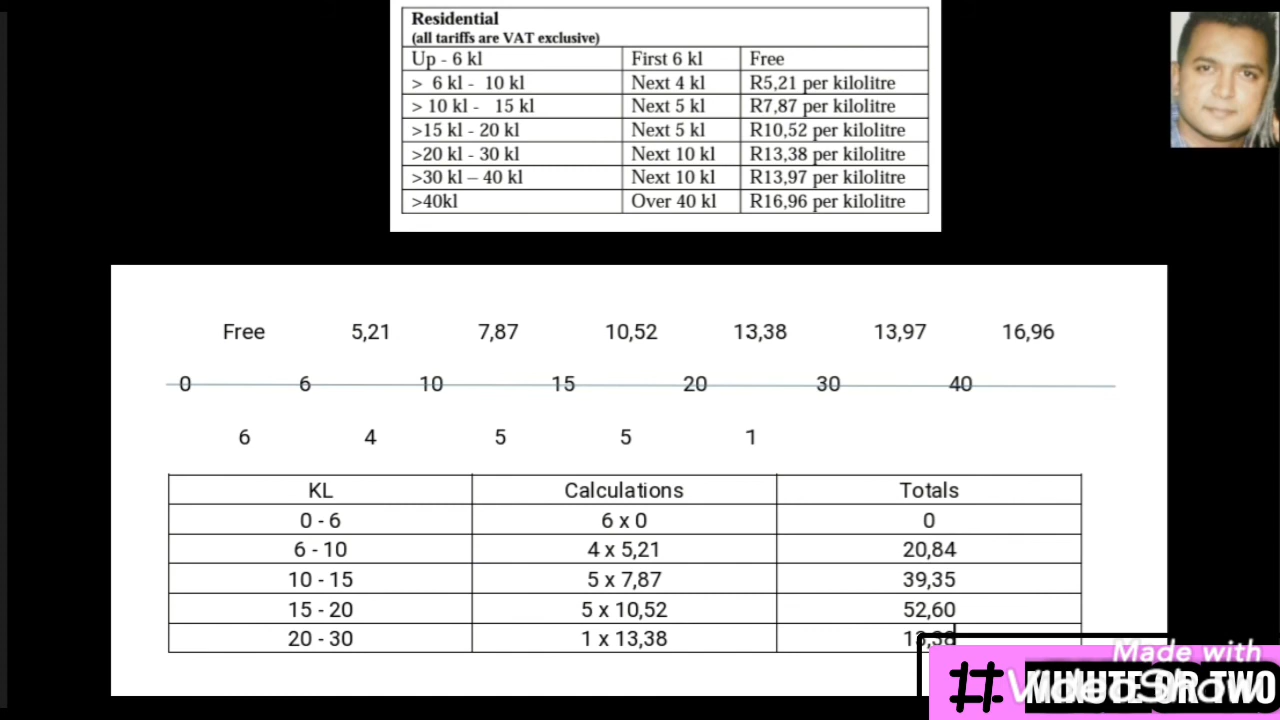 Residential
(all tariffs are VAT exclusive)
Up - 6 kl First 6 kl Free
> 6 kl - 10 kl Next 4 kl R5,21 per kilolitre
> 10 kl - 15 kl Next 5 kl R7,87 per kilolitre
>15 kl - 20 kl Next 5 kl R10,52 per kilolitre
>20 kl - 30 kl Next 10 kl R13,38 per kilolitre
>30 kl – 40 kl Next 10 kl R13,97 per kilolitre
>40kl Over 40 kl R16,96 per kilolitre
Free 5,21 7,87 10,52 13,38 13,97 16,96
0 6 10 15 20 30 40
6 4 5 5 1
KL Calculations Totals
0 - 6 6 x 0 0
6 - 10 4 x 5,21 20,84
10 - 15 5 x 7,87 39,35
15 - 20 5 x 10,52 52,60
20 - 30 1 x 13,38 13,38
Made with
VideoShow
# MINUTE OR TWO